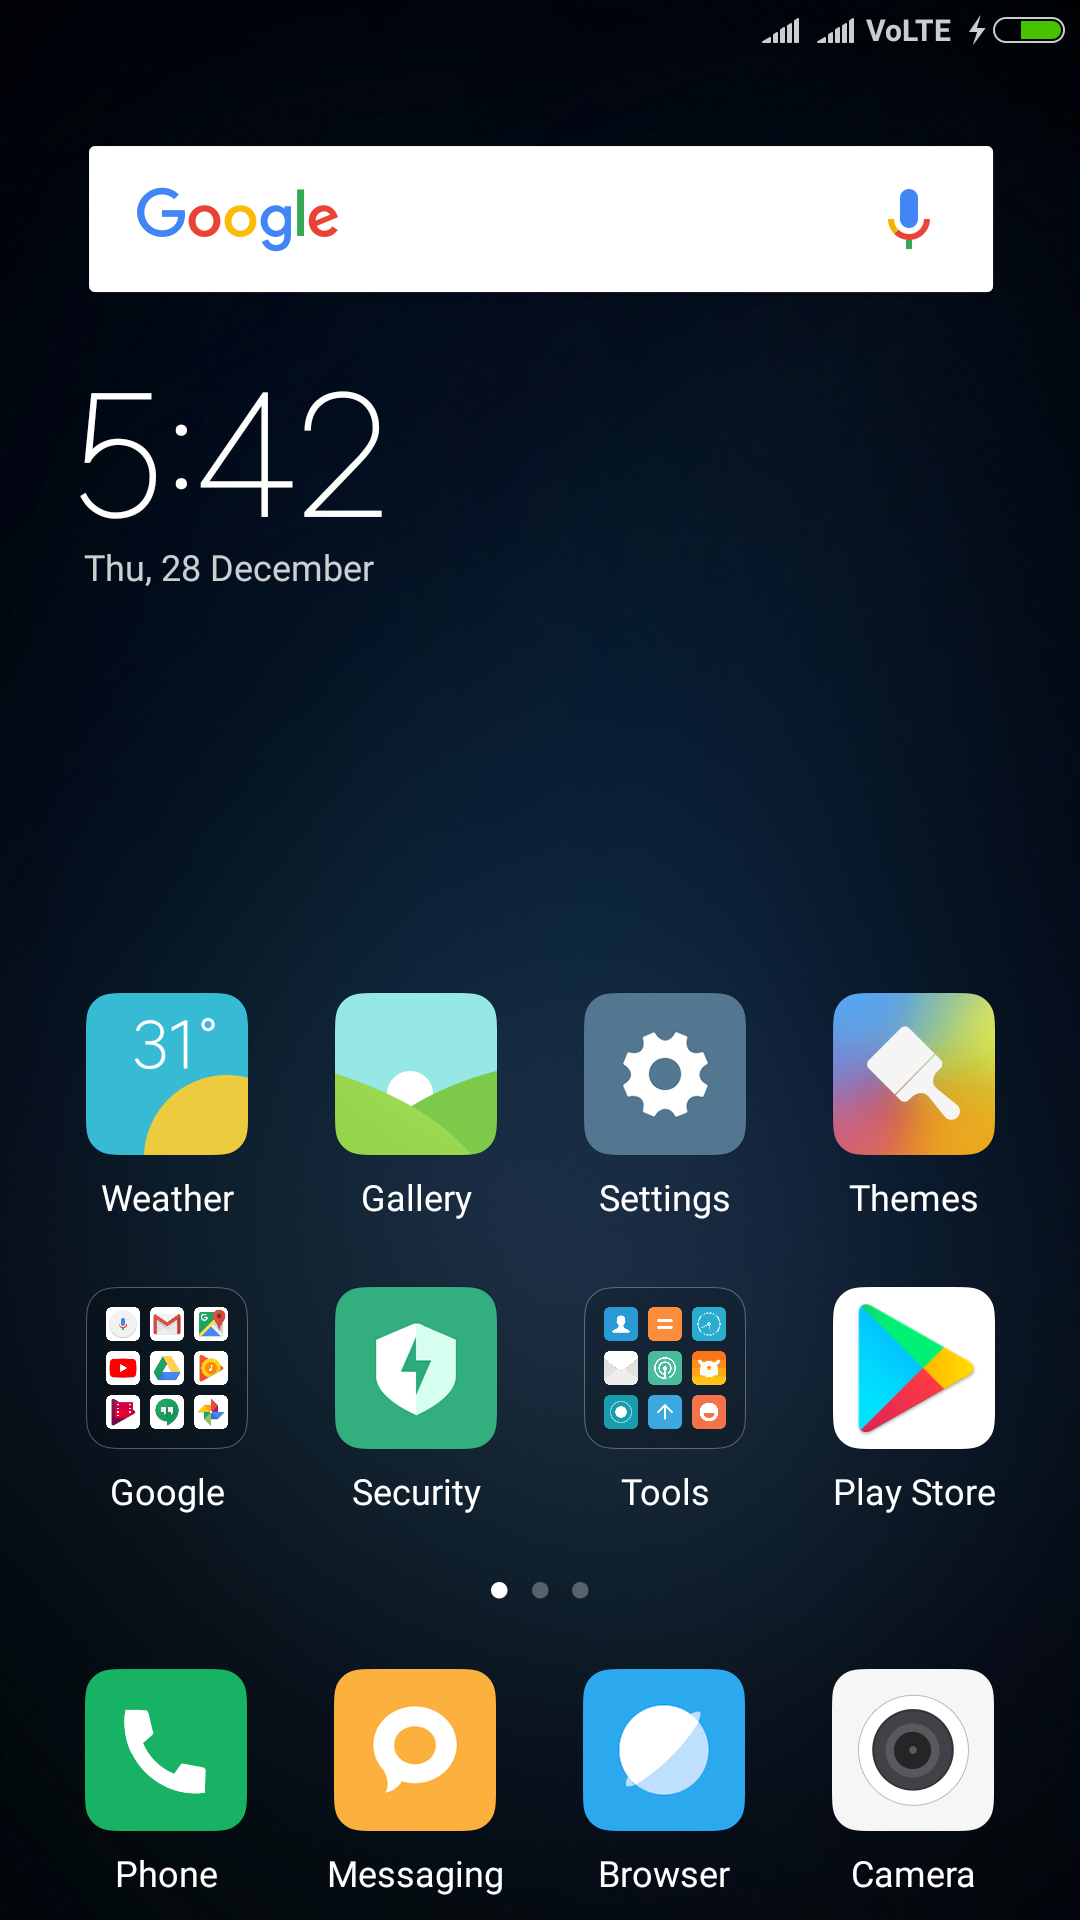 VoLTE
Google
5:42
Thu, 28 December
31°
Weather Gallery Settings Themes
Google Security Tools Play Store
Phone Messaging Browser Camera